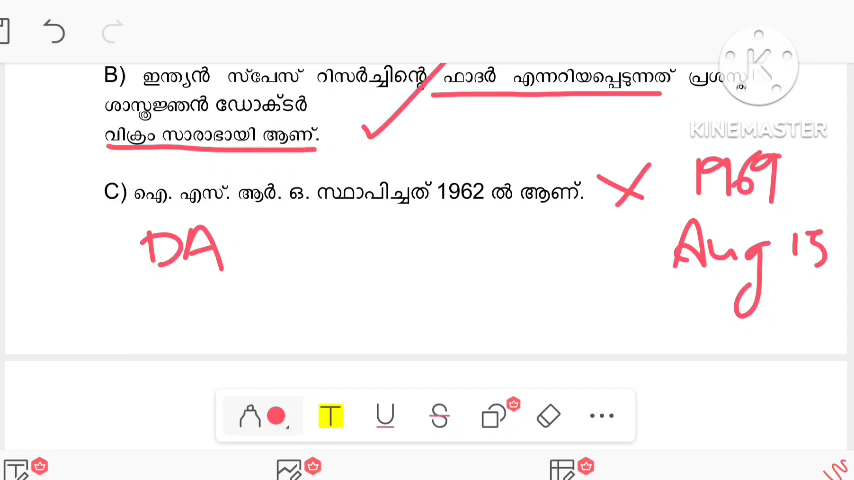 B) ഇന്ത്യൻ സ്പേസ് റിസർച്ചിന്റെ ഫാദർ എന്നറിയപ്പെടുന്നത് പ്രശസ്ത
ശാസ്ത്രജ്ഞൻ ഡോക്ടർ
വിക്രം സാരാഭായി ആണ്.
KINEMASTER
C) ഐ. എസ്. ആർ. ഒ. സ്ഥാപിച്ചത് 1962 ൽ ആണ്.
1969
DA
Aug 15
T
U
S
T